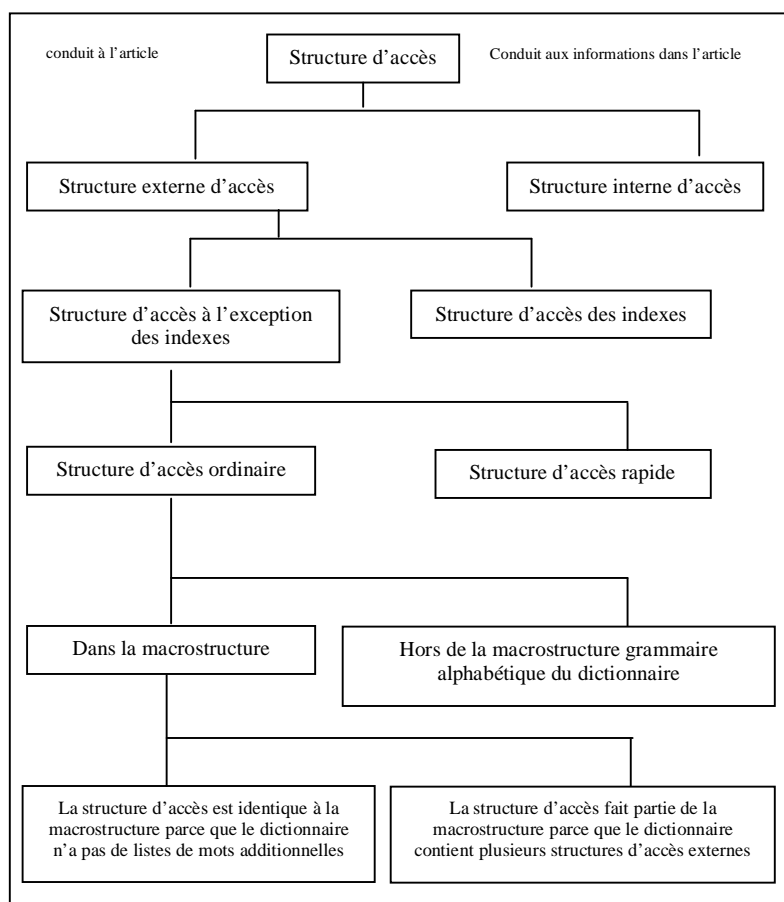 conduit à l’article
Structure d’accès
Conduit aux informations dans l’article
Structure externe d’accès
Structure interne d’accès
Structure d’accès à l’exception
des indexes
Structure d’accès des indexes
Structure d’accès ordinaire
Structure d’accès rapide
Dans la macrostructure
Hors de la macrostructure grammaire
alphabétique du dictionnaire
La structure d’accès est identique à la
macrostructure parce que le dictionnaire
n’a pas de listes de mots additionnelles
La structure d’accès fait partie de la
macrostructure parce que le dictionnaire
contient plusieurs structures d’accès externes